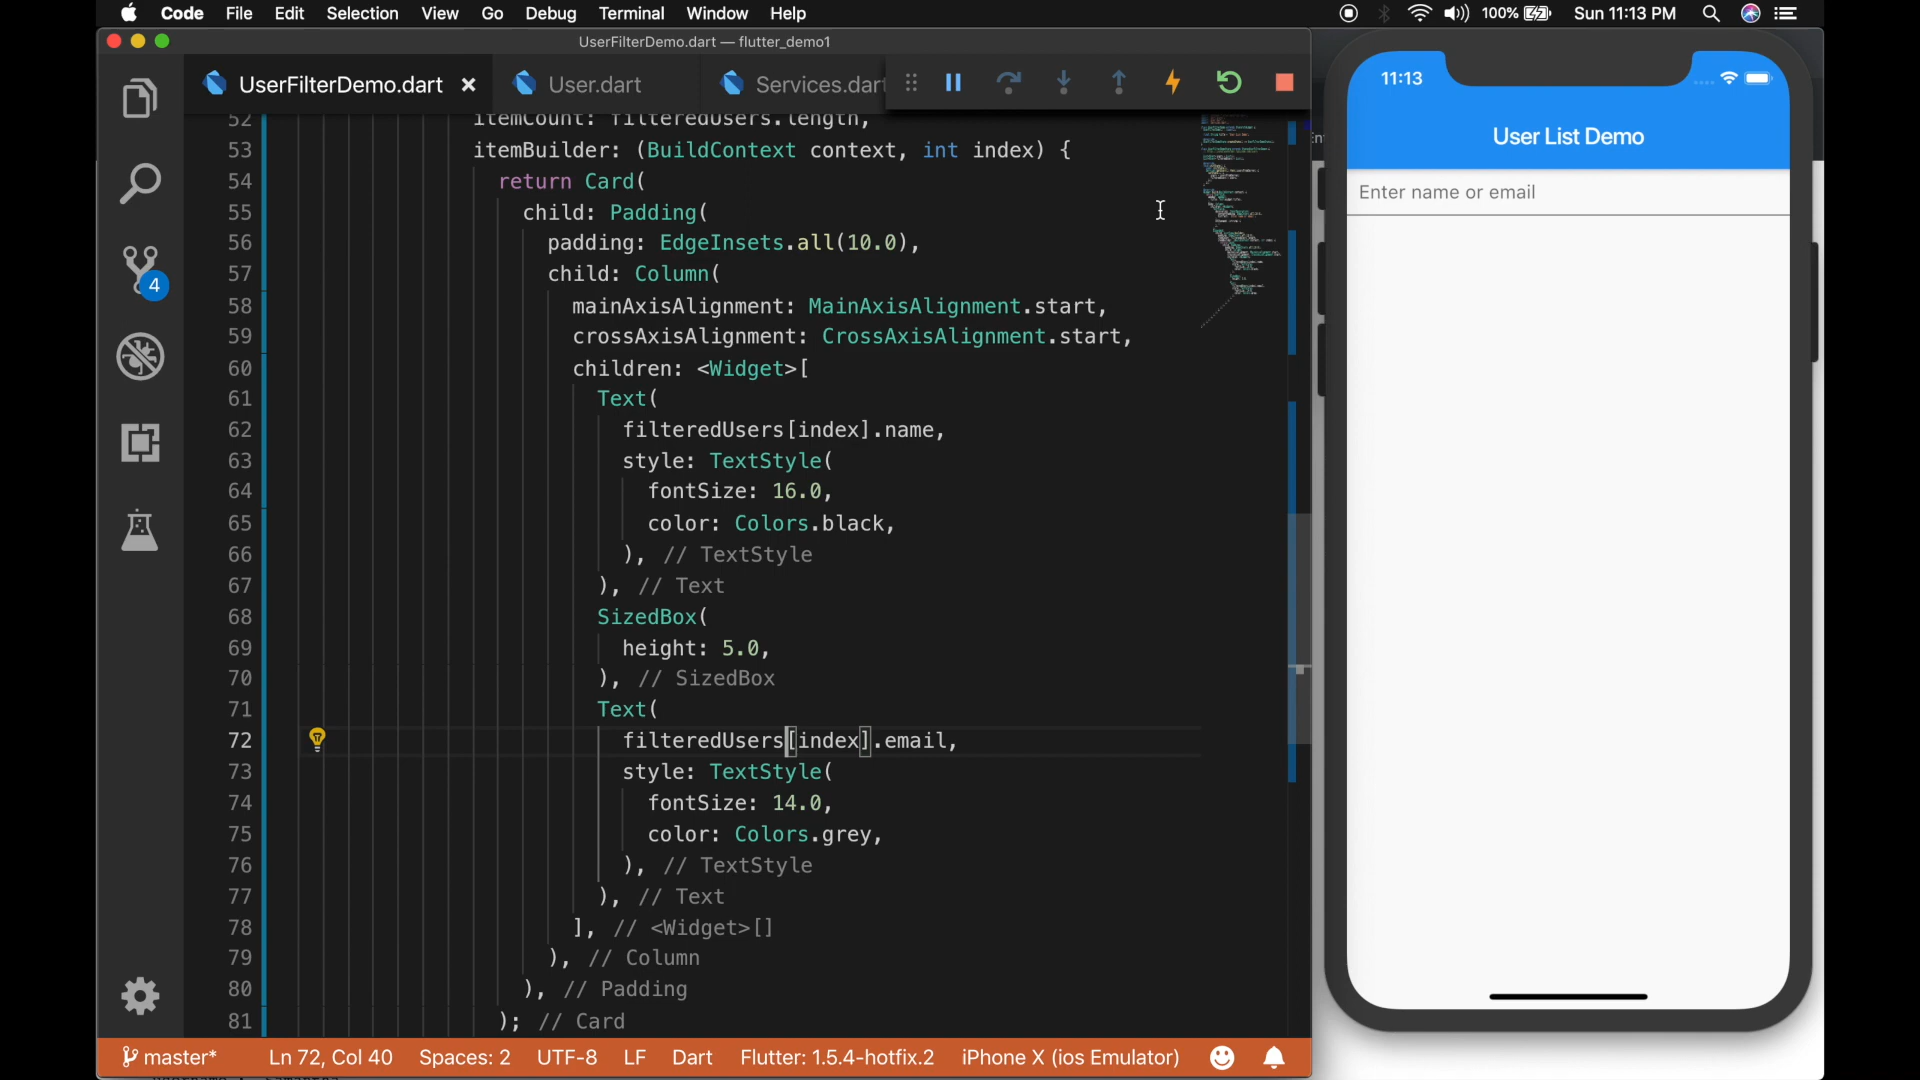 Code File Edit Selection View Go Debug Terminal Window Help 100% Sun 11:13 PM
UserFilterDemo.dart — flutter_demo1
UserFilterDemo.dart User.dart Services.dart
52 itemCount: filteredUsers.length,
53 itemBuilder: (BuildContext context, int index) {
54 return Card(
55 child: Padding(
56 padding: EdgeInsets.all(10.0),
57 child: Column(
58 mainAxisAlignment: MainAxisAlignment.start,
59 crossAxisAlignment: CrossAxisAlignment.start,
60 children: <Widget>[
61 Text(
62 filteredUsers[index].name,
63 style: TextStyle(
64 fontSize: 16.0,
65 color: Colors.black,
66 ), // TextStyle
67 ), // Text
68 SizedBox(
69 height: 5.0,
70 ), // SizedBox
71 Text(
72 filteredUsers[index].email,
73 style: TextStyle(
74 fontSize: 14.0,
75 color: Colors.grey,
76 ), // TextStyle
77 ), // Text
78 ], // <Widget>[]
79 ), // Column
80 ), // Padding
81 ); // Card
4
master* Ln 72, Col 40 Spaces: 2 UTF-8 LF Dart Flutter: 1.5.4-hotfix.2 iPhone X (ios Emulator)
11:13
User List Demo
Enter name or email